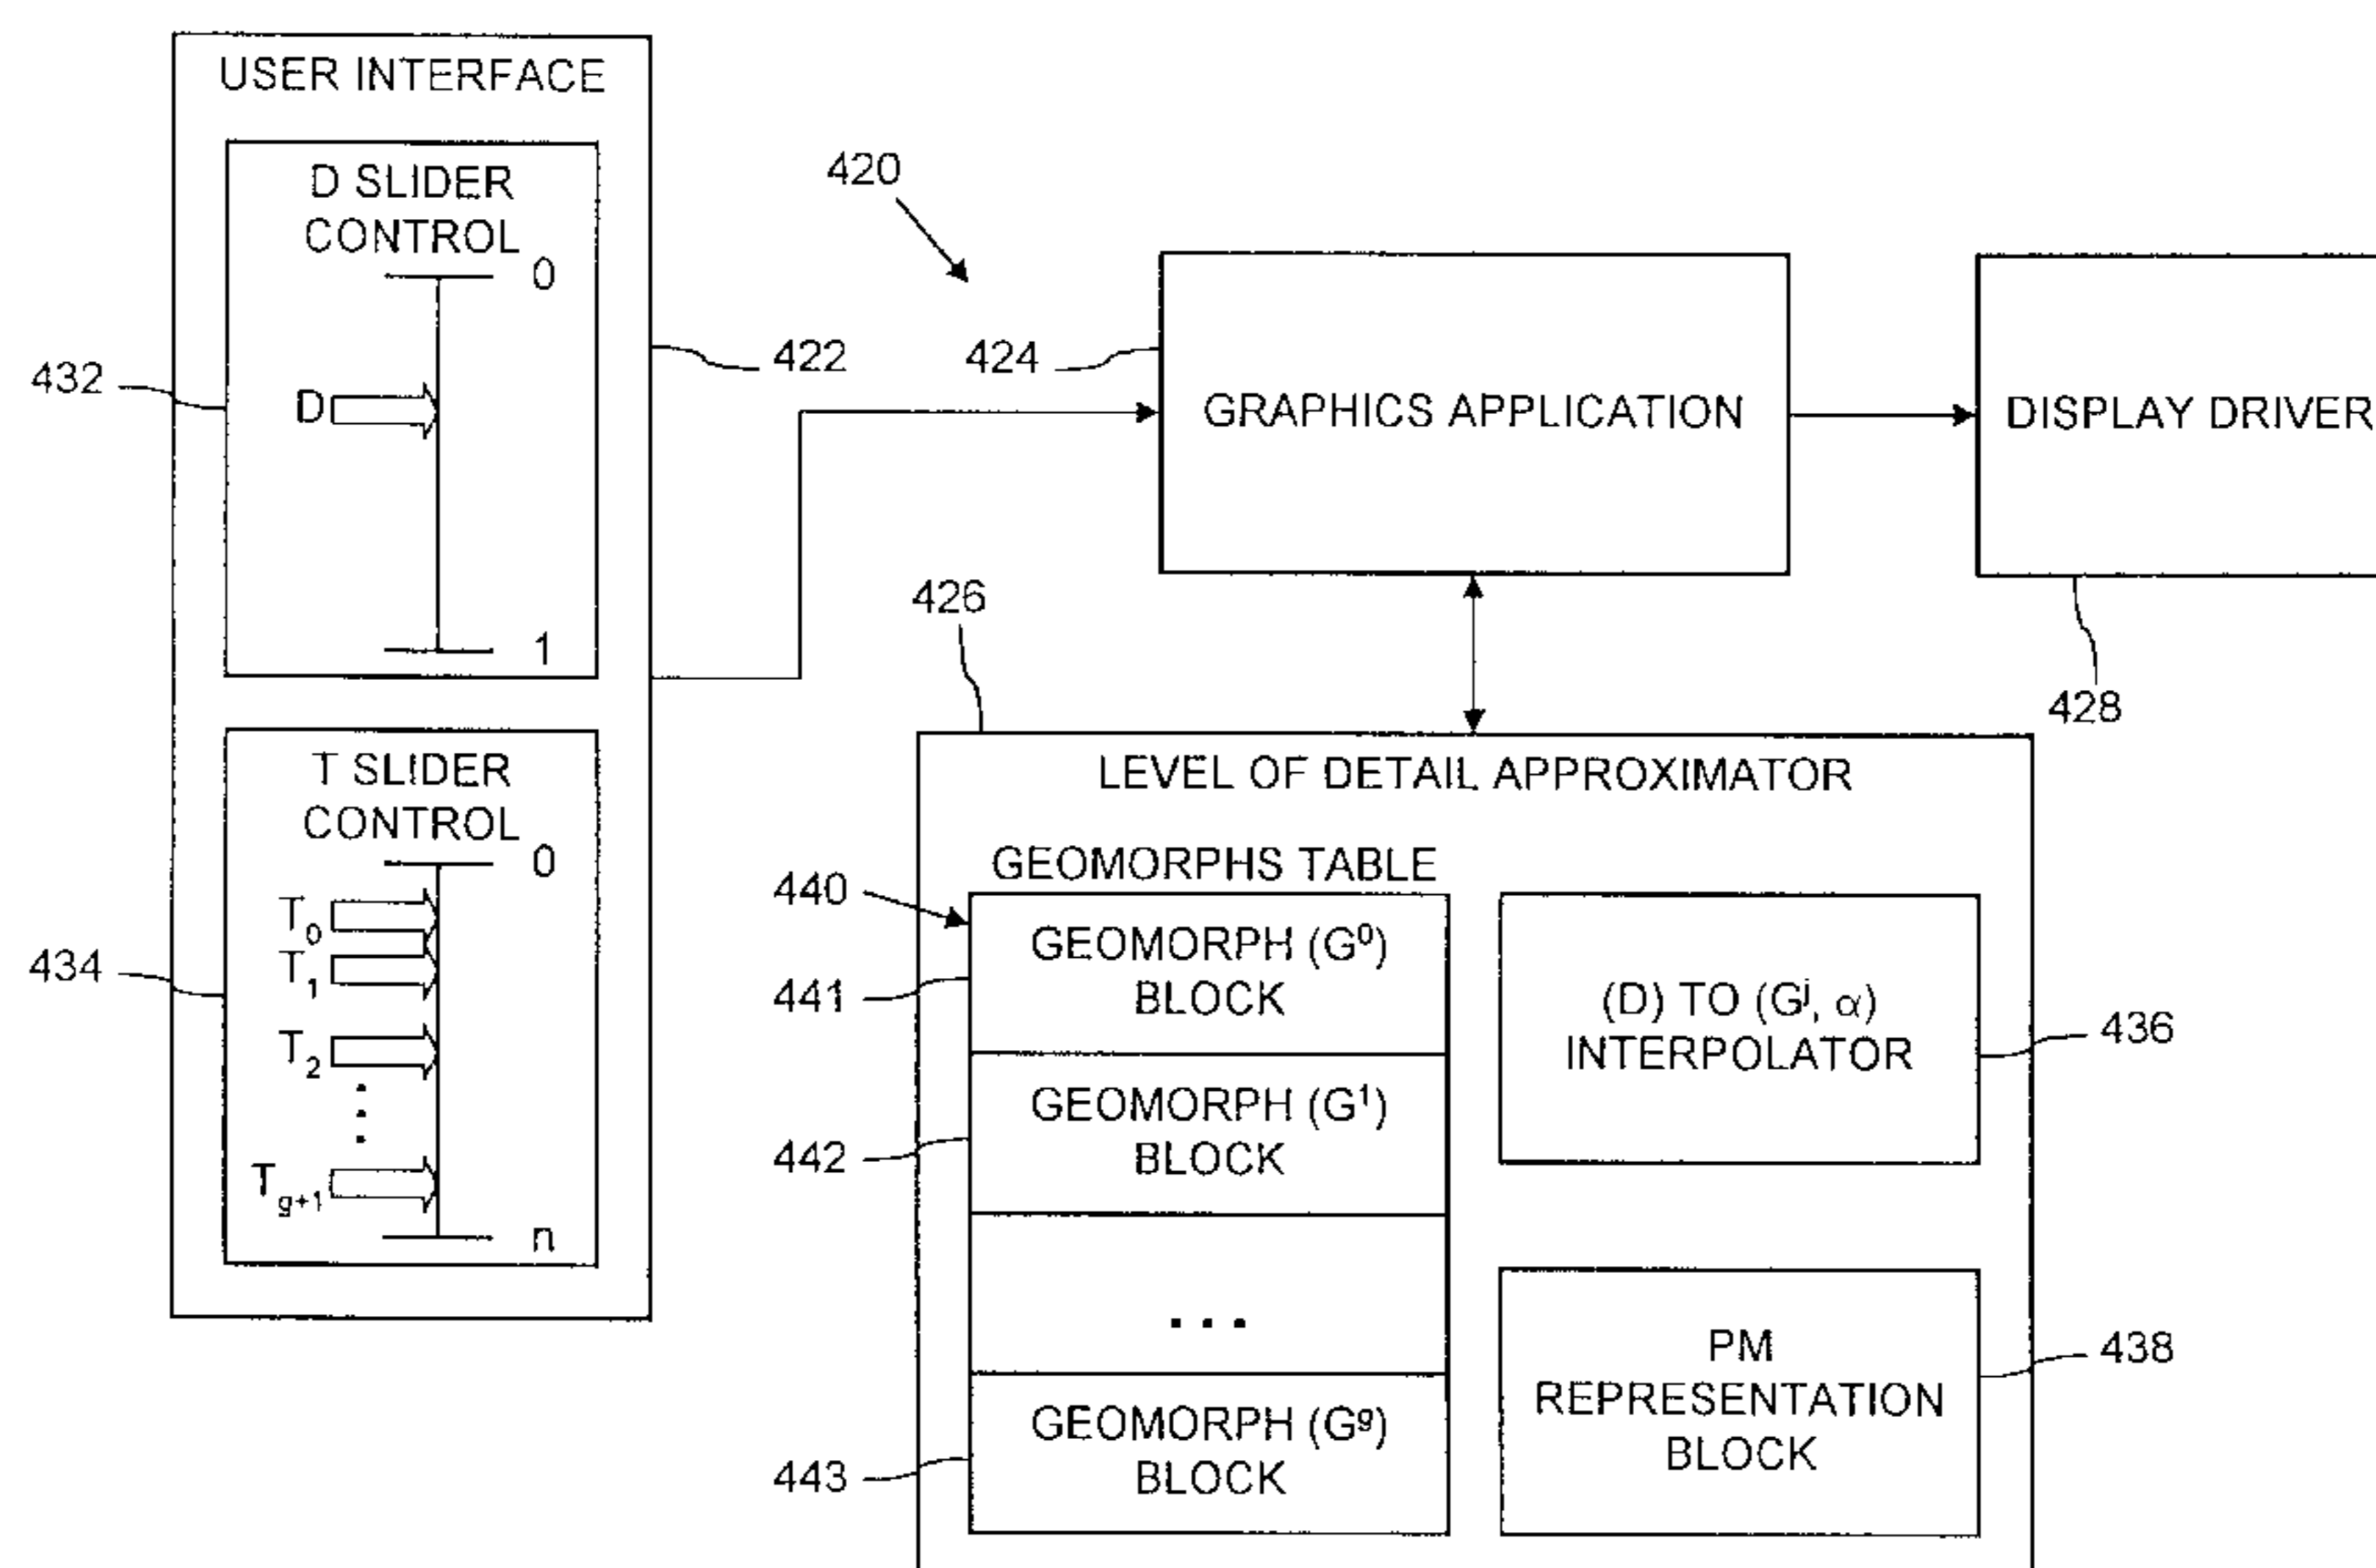 USER INTERFACE
D SLIDER
CONTROL
0
D
1
432
422
T SLIDER
CONTROL
0
T0
T1
T2
Tg+1
n
434
420
424
GRAPHICS APPLICATION
DISPLAY DRIVER
428
426
LEVEL OF DETAIL APPROXIMATOR
GEOMORPHS TABLE
440
GEOMORPH (G⁰)
BLOCK
441
GEOMORPH (G¹)
BLOCK
442
...
GEOMORPH (Gᵍ)
BLOCK
443
(D) TO (Gʲ, α)
INTERPOLATOR
436
PM
REPRESENTATION
BLOCK
438